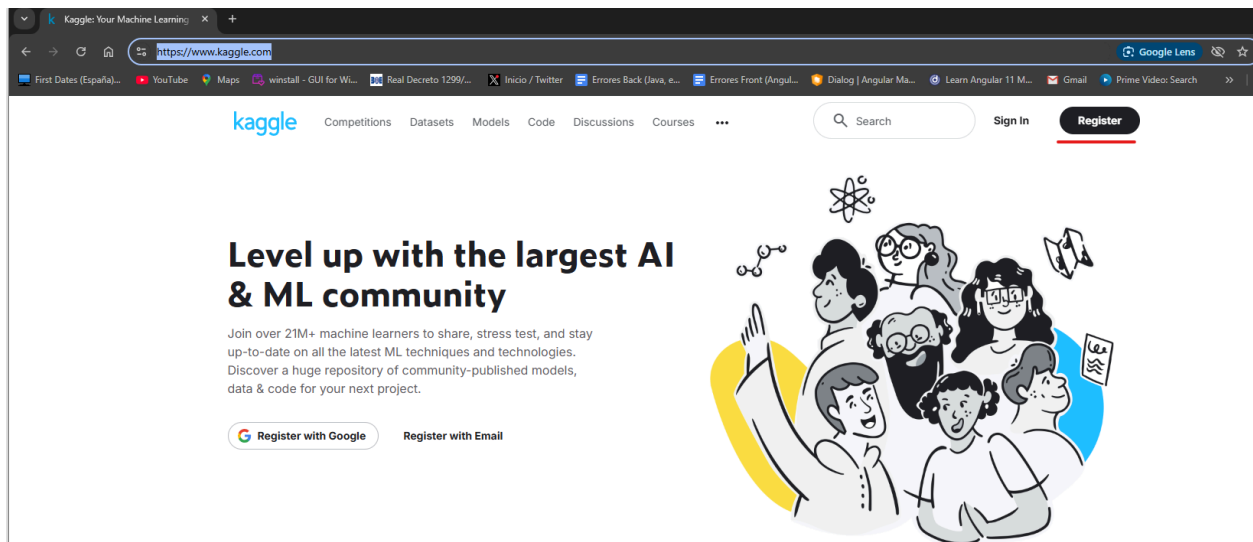 Kaggle: Your Machine Learning
https://www.kaggle.com
Google Lens
First Dates (España)... YouTube Maps winstall - GUI for Wi... BOE Real Decreto 1299/... Inicio / Twitter Errores Back (Java, e... Errores Front (Angul... Dialog | Angular Ma... Learn Angular 11 M... Gmail Prime Video: Search
kaggle Competitions Datasets Models Code Discussions Courses Search Sign In Register
Level up with the largest AI
& ML community
Join over 21M+ machine learners to share, stress test, and stay
up-to-date on all the latest ML techniques and technologies.
Discover a huge repository of community-published models,
data & code for your next project.
Register with Google Register with Email